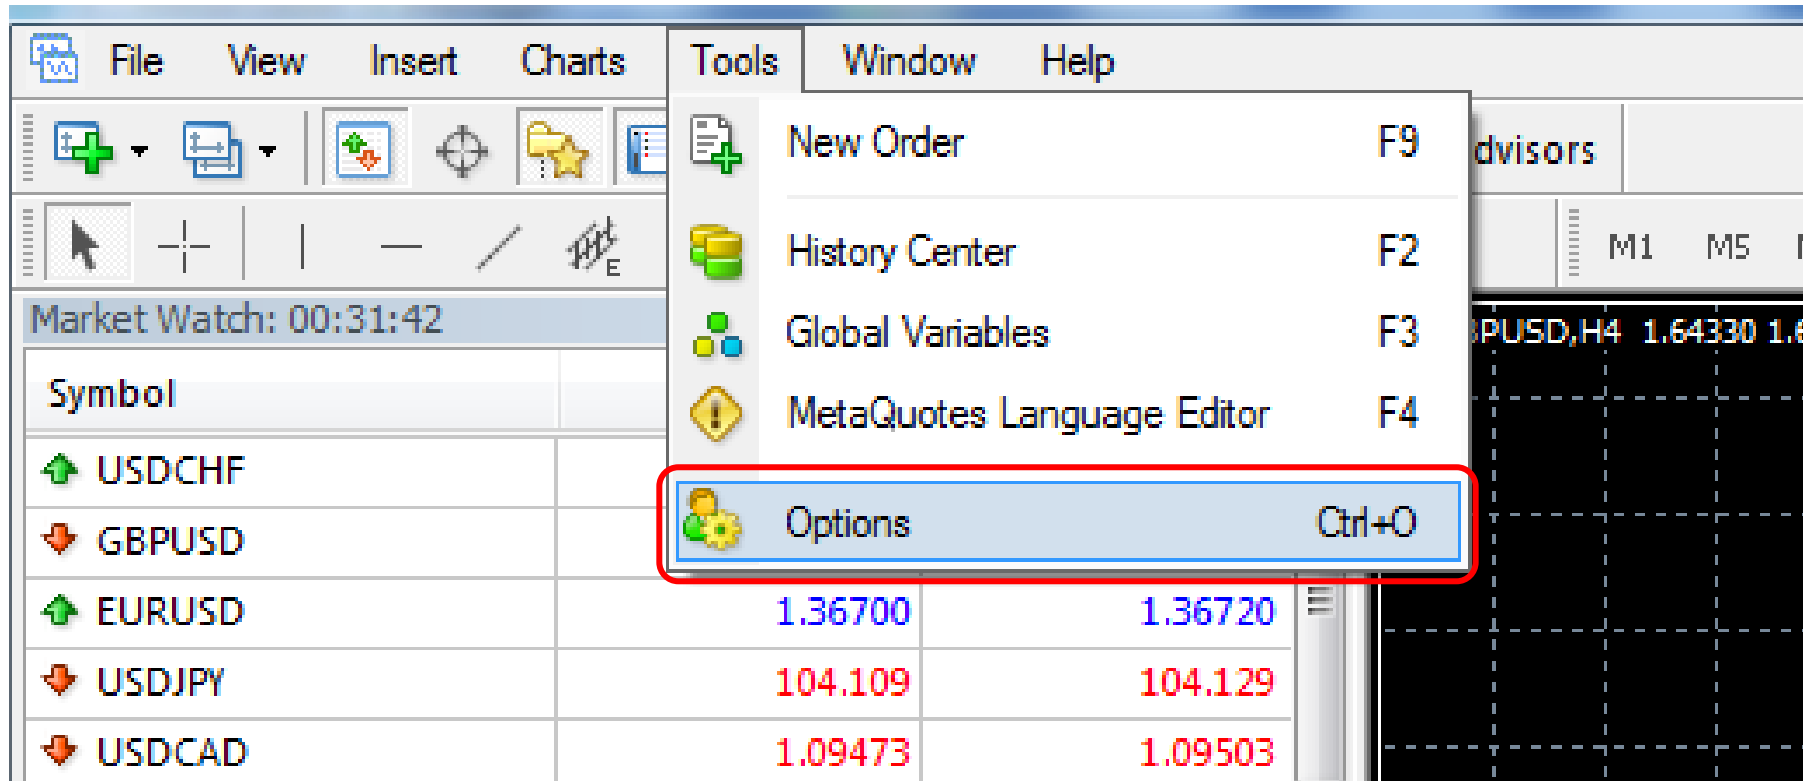 File View Insert Charts Tools Window Help
New Order F9
dvisors
History Center F2
M1 M5
Market Watch: 00:31:42
Global Variables F3
PUSD,H4 1.64330 1.6
Symbol
MetaQuotes Language Editor F4
USDCHF
Options Ctrl+O
GBPUSD
EURUSD 1.36700 1.36720
USDJPY 104.109 104.129
USDCAD 1.09473 1.09503
E